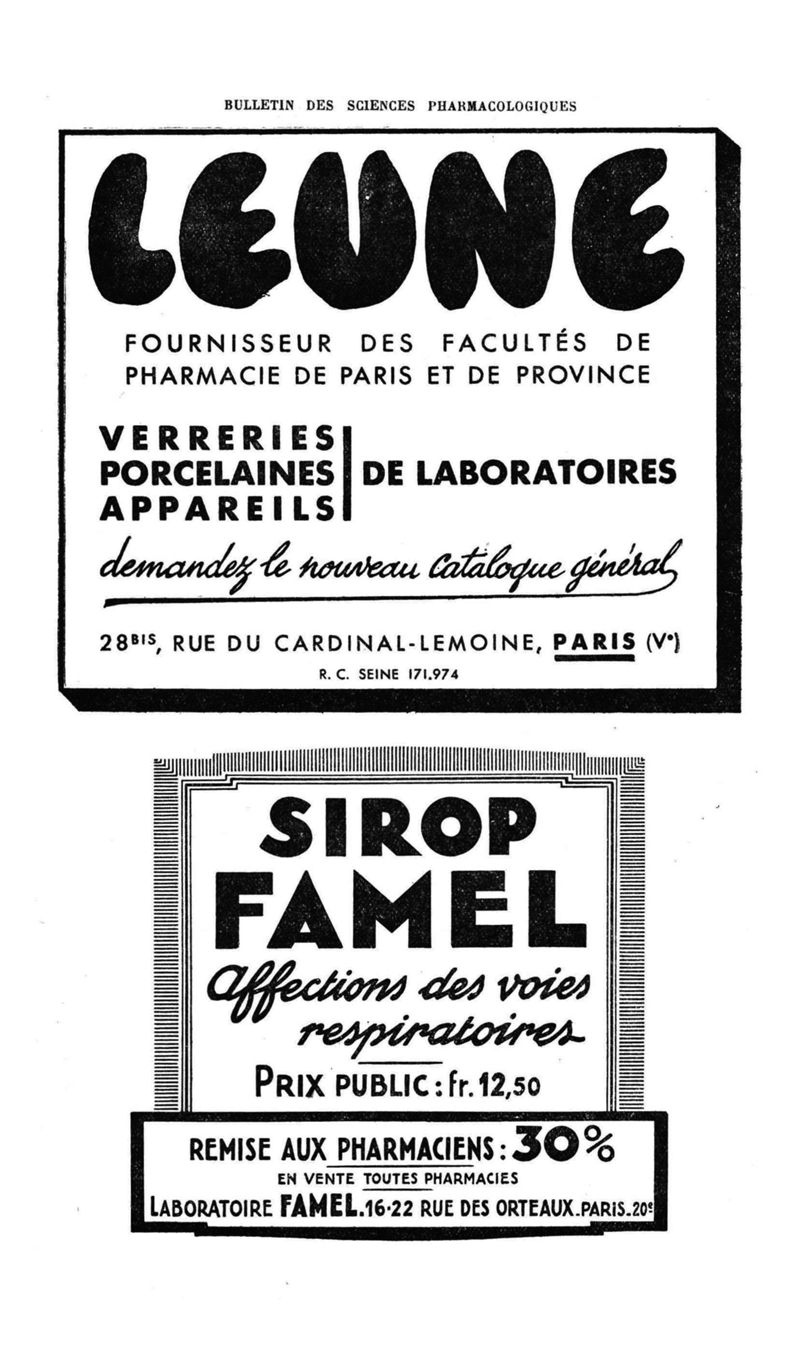 BULLETIN DES SCIENCES PHARMACOLOGIQUES
LEUNE
FOURNISSEUR DES FACULTÉS DE
PHARMACIE DE PARIS ET DE PROVINCE
VERRERIES
PORCELAINES DE LABORATOIRES
APPAREILS
demandez le nouveau catalogue général
28BIS, RUE DU CARDINAL-LEMOINE, PARIS (Ve)
R. C. SEINE 171.974
SIROP
FAMEL
affections des voies
respiratoires
PRIX PUBLIC : fr. 12,50
REMISE AUX PHARMACIENS : 30%
EN VENTE TOUTES PHARMACIES
LABORATOIRE FAMEL.16-22 RUE DES ORTEAUX.PARIS.20e